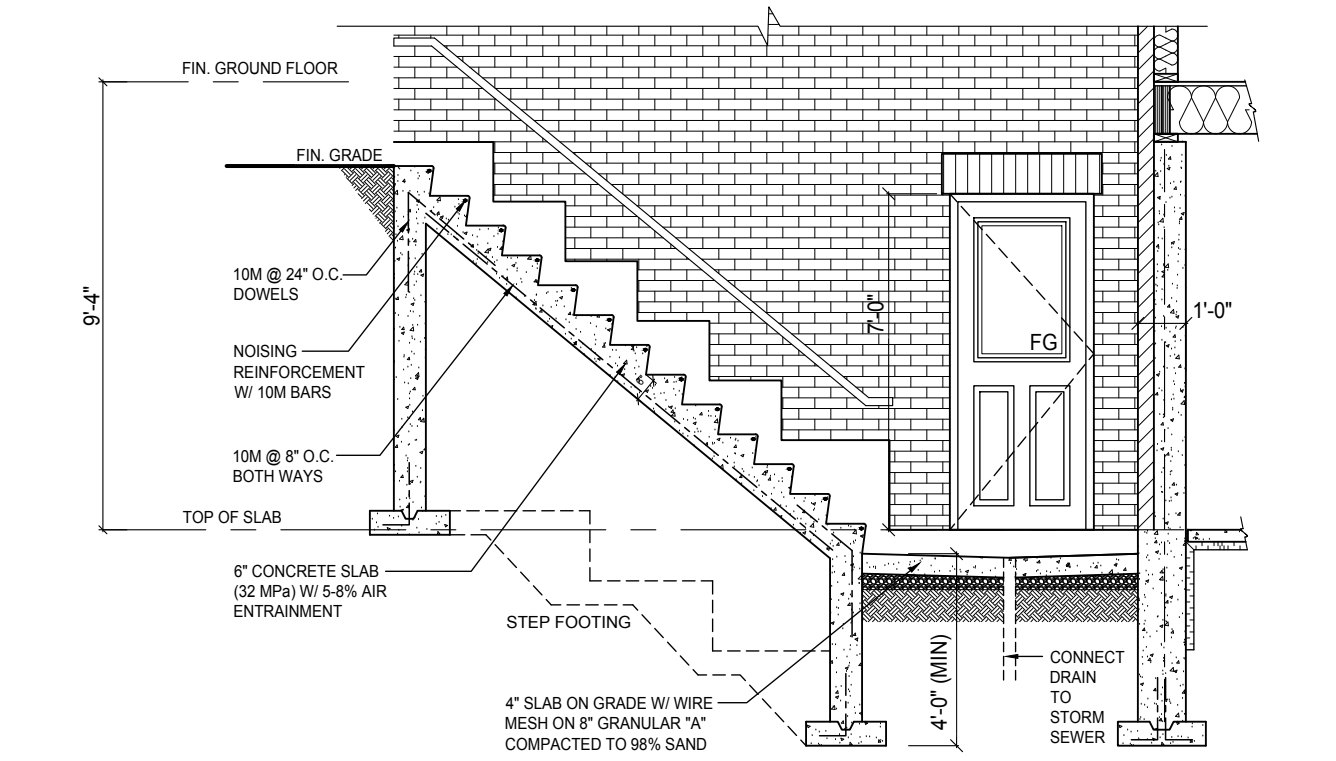 FIN. GROUND FLOOR
FIN. GRADE
9'-4"
10M @ 24" O.C.
DOWELS
NOISING
REINFORCEMENT
W/ 10M BARS
10M @ 8" O.C.
BOTH WAYS
TOP OF SLAB
6" CONCRETE SLAB
(32 MPa) W/ 5-8% AIR
ENTRAINMENT
STEP FOOTING
4" SLAB ON GRADE W/ WIRE
MESH ON 8" GRANULAR "A"
COMPACTED TO 98% SAND
7'-0"
FG
1'-0"
4'-0" (MIN)
CONNECT
DRAIN
TO
STORM
SEWER